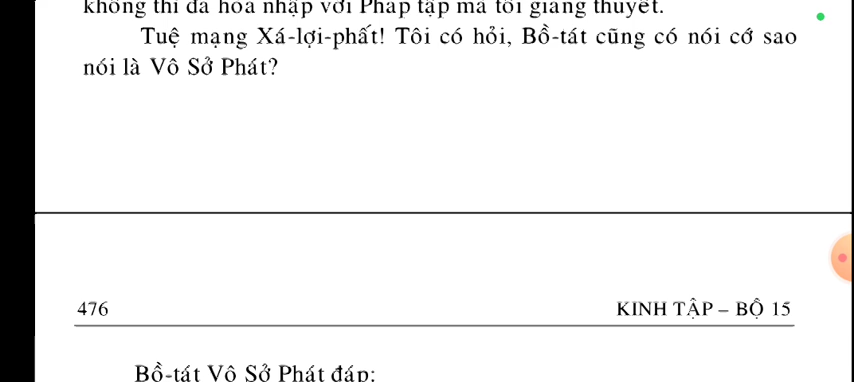 không thì đã hòa nhập với Pháp tập mà tôi giảng thuyết.
Tuệ mạng Xá-lợi-phất! Tôi có hỏi, Bồ-tát cũng có nói cớ sao
nói là Vô Sở Phát?
476 KINH TẬP – BỘ 15
Bồ-tát Vô Sở Phát đáp: